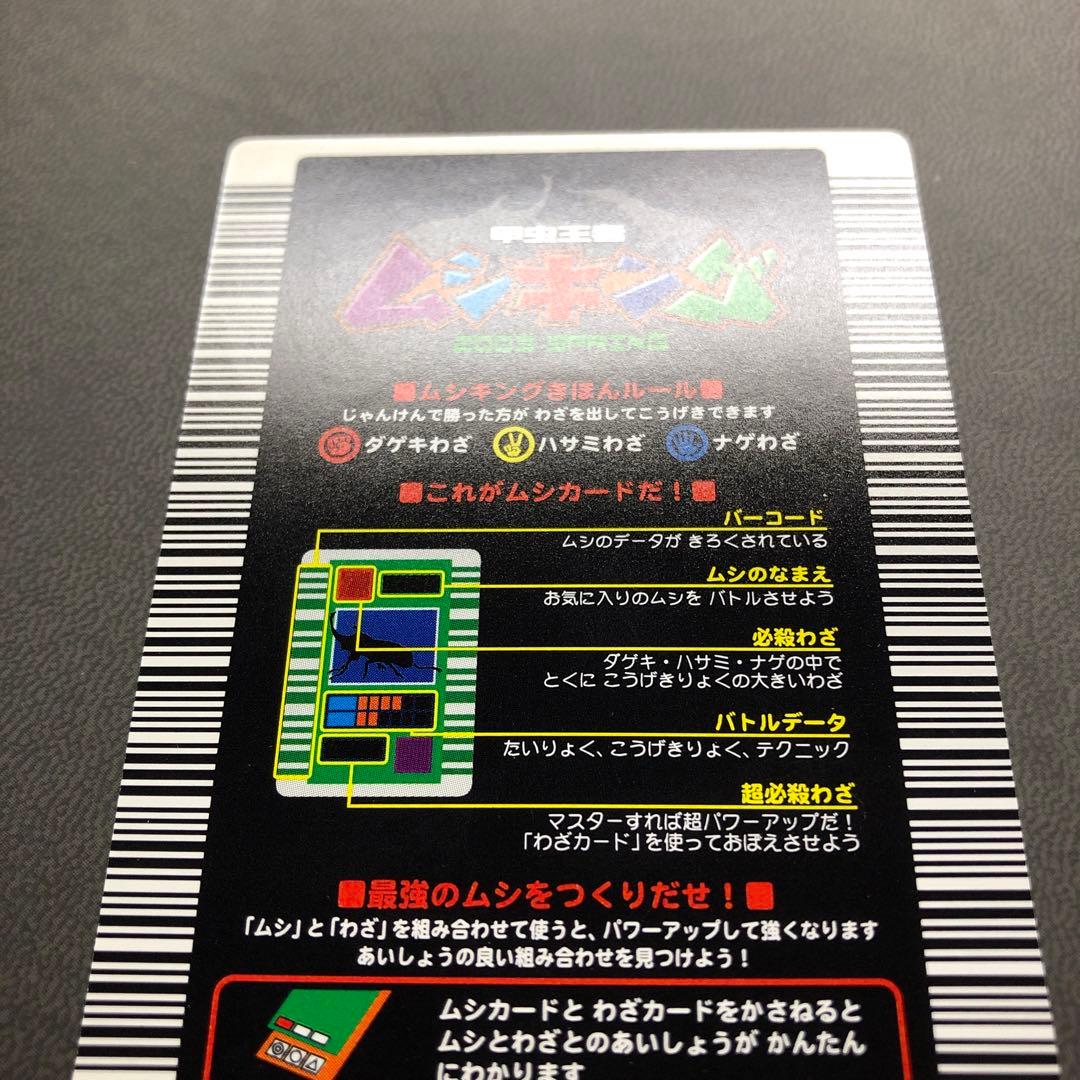 甲虫王者
ムシキング
2003 SPRING
ムシキングきほんルール
じゃんけんで勝った方が わざを出してこうげきできます
ダゲキわざ ハサミわざ ナゲわざ
これがムシカードだ！
バーコード
ムシのデータが きろくされている
ムシのなまえ
お気に入りのムシを バトルさせよう
必殺わざ
ダゲキ・ハサミ・ナゲの中で
とくに こうげきりょくの大きいわざ
バトルデータ
たいりょく、こうげきりょく、テクニック
超必殺わざ
マスターすれば超パワーアップだ！
「わざカード」を使っておぼえさせよう
最強のムシをつくりだせ！
「ムシ」と「わざ」を組み合わせて使うと、パワーアップして強くなります
あいしょうの良い組み合わせを見つけよう！
ムシカードと わざカードをかさねると
ムシとわざとのあいしょうが かんたん
にわかります